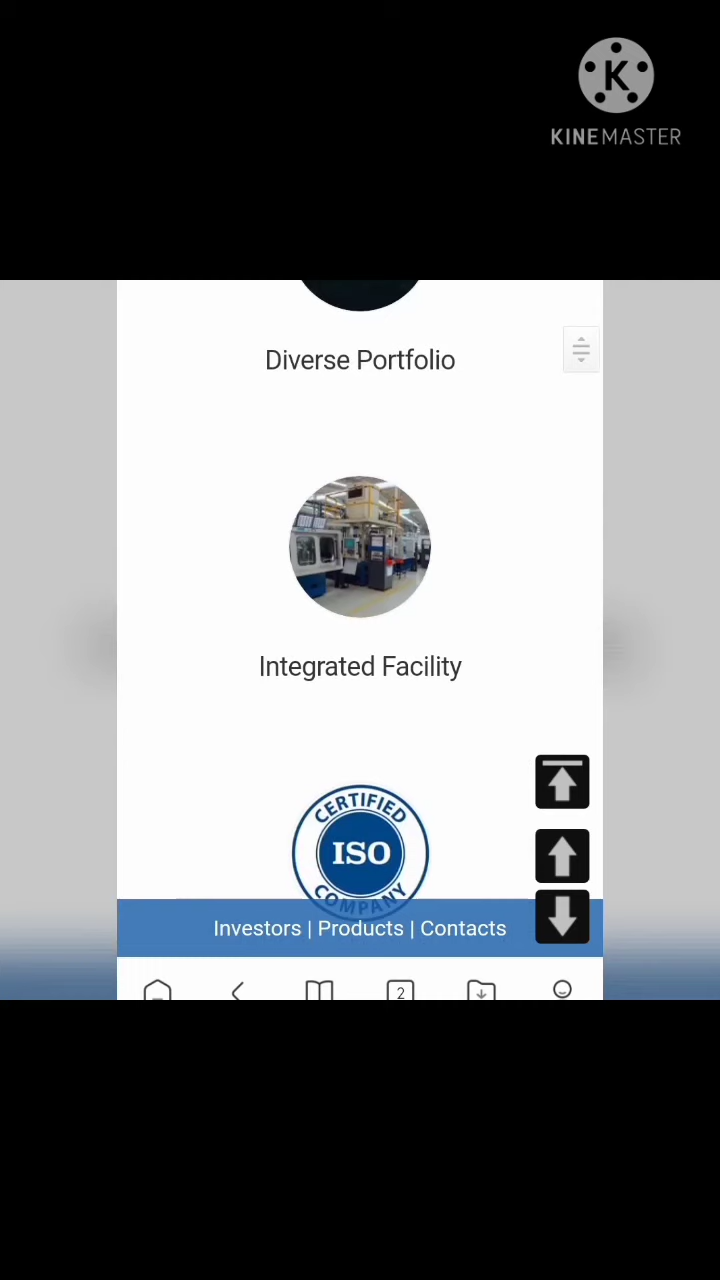 K
KINEMASTER
Diverse Portfolio
Integrated Facility
CERTIFIED
ISO
COMPANY
Investors | Products | Contacts
2